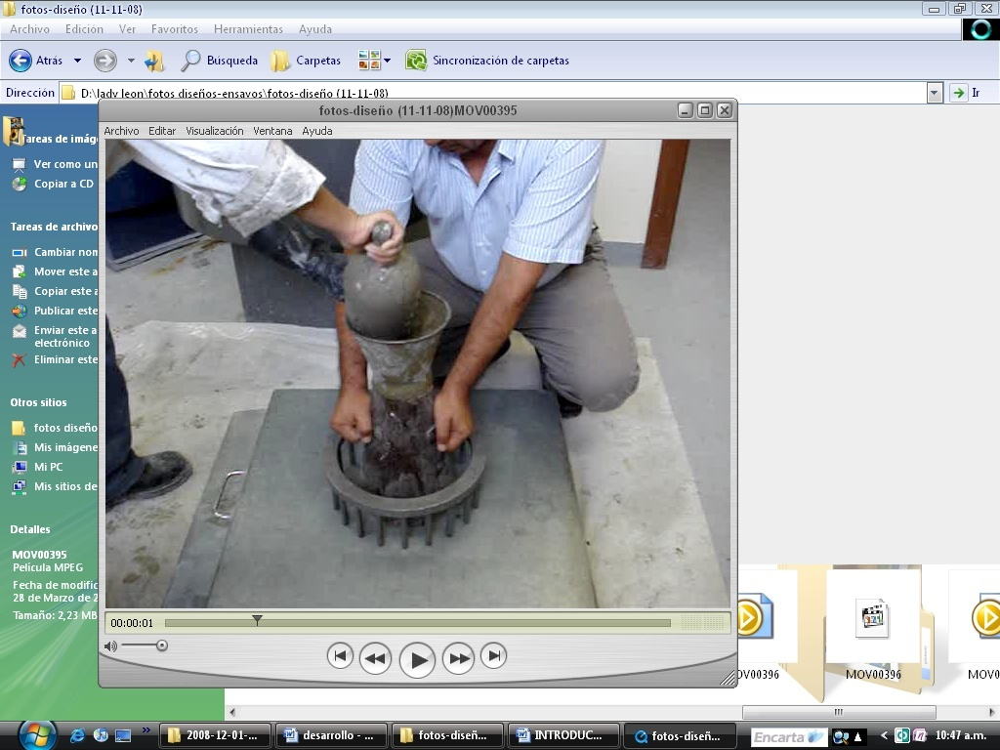 fotos-diseño (11-11-08)
Archivo Edición Ver Favoritos Herramientas Ayuda
Atrás Búsqueda Carpetas Sincronización de carpetas
Dirección D:\lady leon\fotos diseños-ensayos\fotos-diseño (11-11-08) Ir
fotos-diseño (11-11-08)MOV00395
Archivo Editar Visualización Ventana Ayuda
Tareas de imág
Ver como un
Copiar a CD
Tareas de archivo
Cambiar nom
Mover este a
Copiar este a
Publicar este
Enviar este a
electrónico
Eliminar este
Otros sitios
fotos diseño
Mis imágene
Mi PC
Mis sitios de
Detalles
MOV00395
Película MPEG
Fecha de modific
28 de Marzo de 2
Tamaño: 2,23 MB
00:00:01
OV00396 MOV00396 MOV0
2008-12-01-... desarrollo - ... fotos-diseñ... INTRODUC... fotos-diseñ... Encarta 10:47 a.m.